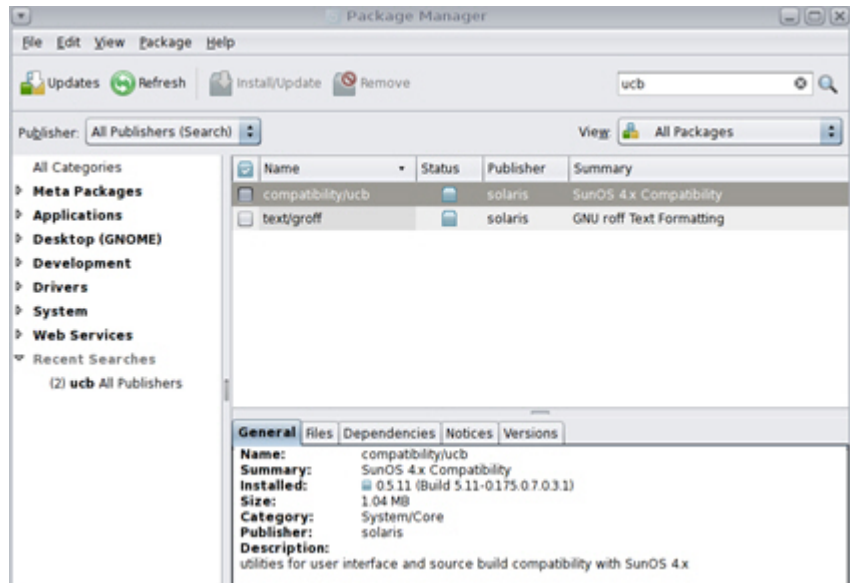 Package Manager
File Edit View Package Help
Updates Refresh Install/Update Remove ucb
Publisher: All Publishers (Search) View: All Packages
All Categories
Meta Packages
Applications
Desktop (GNOME)
Development
Drivers
System
Web Services
Recent Searches
(2) ucb All Publishers
Name Status Publisher Summary
compatibility/ucb solaris SunOS 4.x Compatibility
text/groff solaris GNU roff Text Formatting
General Files Dependencies Notices Versions
Name: compatibility/ucb
Summary: SunOS 4.x Compatibility
Installed: 0.5.11 (Build 5.11-0.175.0.7.0.3.1)
Size: 1.04 MB
Category: System/Core
Publisher: solaris
Description:
utilities for user interface and source build compatibility with SunOS 4.x